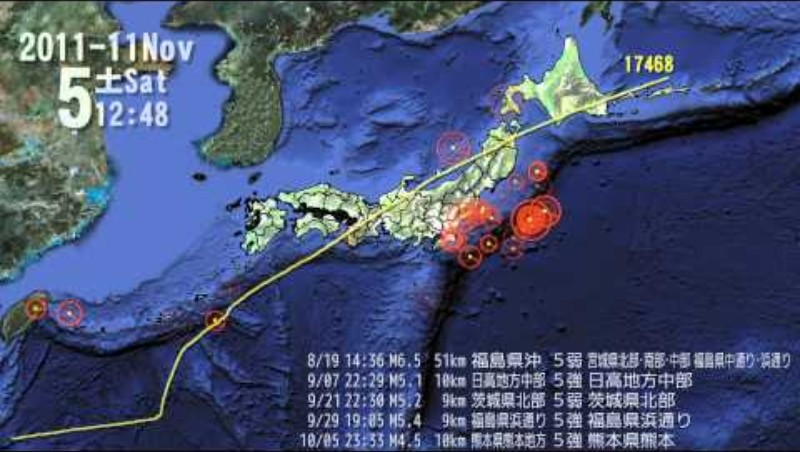 2011-11Nov
5土Sat
12:48
17468
8/19 14:36 M6.5 51km 福島県沖 5弱 宮城県北部・南部・中部 福島県中通り・浜通り
9/07 22:29 M5.1 10km 日高地方中部 5強 日高地方中部
9/21 22:30 M5.2 9km 茨城県北部 5弱 茨城県北部
9/29 19:05 M5.4 9km 福島県浜通り 5強 福島県浜通り
10/05 23:33 M4.5 10km 熊本県熊本地方 5強 熊本県熊本